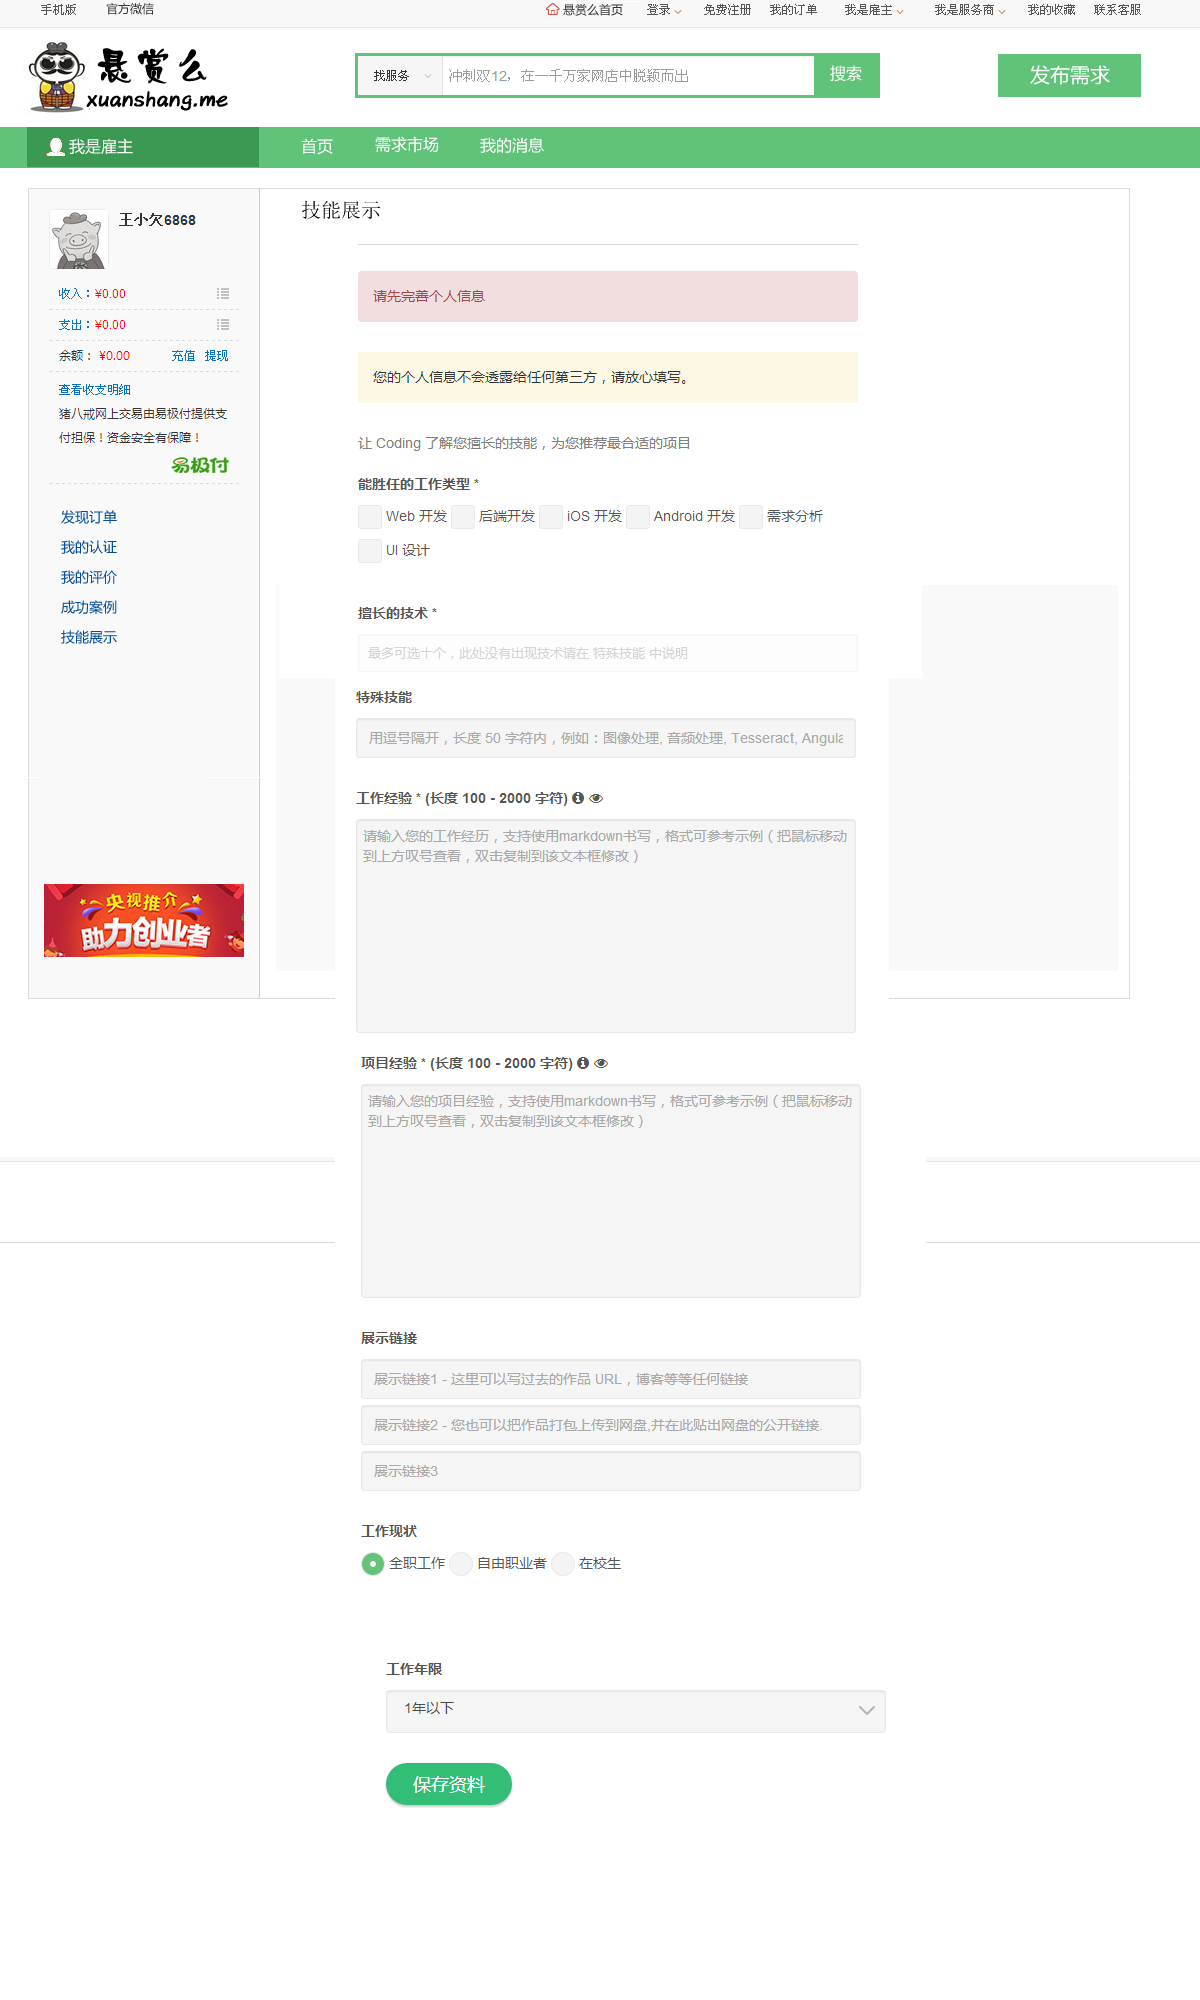 手机版 官方微信 悬赏么首页 登录 免费注册 我的订单 我是雇主 我是服务商 我的收藏 联系客服
悬赏么
xuanshang.me
找服务 冲刺双12，在一千万家网店中脱颖而出 搜索 发布需求
我是雇主 首页 需求市场 我的消息
王小欠6868
收入：¥0.00
支出：¥0.00
余额： ¥0.00 充值 提现
查看收支明细
猪八戒网上交易由易极付提供支
付担保！资金安全有保障！
易极付
发现订单
我的认证
我的评价
成功案例
技能展示
央视推介
助力创业者
技能展示
请先完善个人信息
您的个人信息不会透露给任何第三方，请放心填写。
让 Coding 了解您擅长的技能，为您推荐最合适的项目
能胜任的工作类型 *
Web 开发 后端开发 iOS 开发 Android 开发 需求分析
UI 设计
擅长的技术 *
最多可选十个，此处没有出现技术请在 特殊技能 中说明
特殊技能
用逗号隔开，长度 50 字符内，例如：图像处理, 音频处理, Tesseract, Angula
工作经验 * (长度 100 - 2000 字符)
请输入您的工作经历，支持使用markdown书写，格式可参考示例（把鼠标移动
到上方叹号查看，双击复制到该文本框修改）
项目经验 * (长度 100 - 2000 字符)
请输入您的项目经验，支持使用markdown书写，格式可参考示例（把鼠标移动
到上方叹号查看，双击复制到该文本框修改）
展示链接
展示链接1 - 这里可以写过去的作品 URL，博客等等任何链接
展示链接2 - 您也可以把作品打包上传到网盘,并在此贴出网盘的公开链接.
展示链接3
工作现状
全职工作 自由职业者 在校生
工作年限
1年以下
保存资料